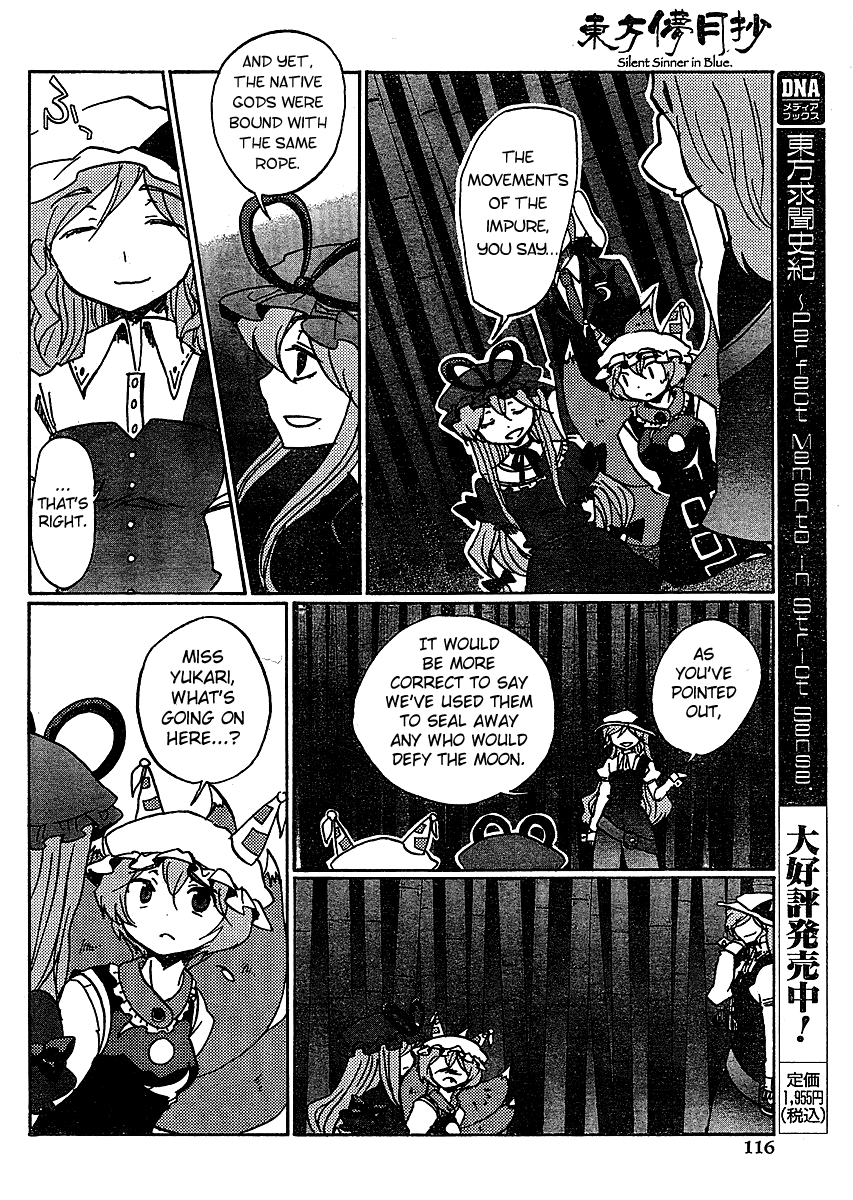 東方儚月抄
Silent Sinner in Blue.
THE
MOVEMENTS
OF THE
IMPURE,
YOU SAY...
AND YET,
THE NATIVE
GODS WERE
BOUND WITH
THE SAME
ROPE.
ふぅ
...
THAT'S
RIGHT.
AS
YOU'VE
POINTED
OUT,
IT WOULD
BE MORE
CORRECT TO SAY
WE'VE USED THEM
TO SEAL AWAY
ANY WHO WOULD
DEFY THE MOON.
MISS
YUKARI,
WHAT'S
GOING ON
HERE...?
DNA
メディア
ブックス
東方求聞史紀 ~Perfect Memento in Strict Sense.
大好評発売中!
定価
1,955円
(税込)
116